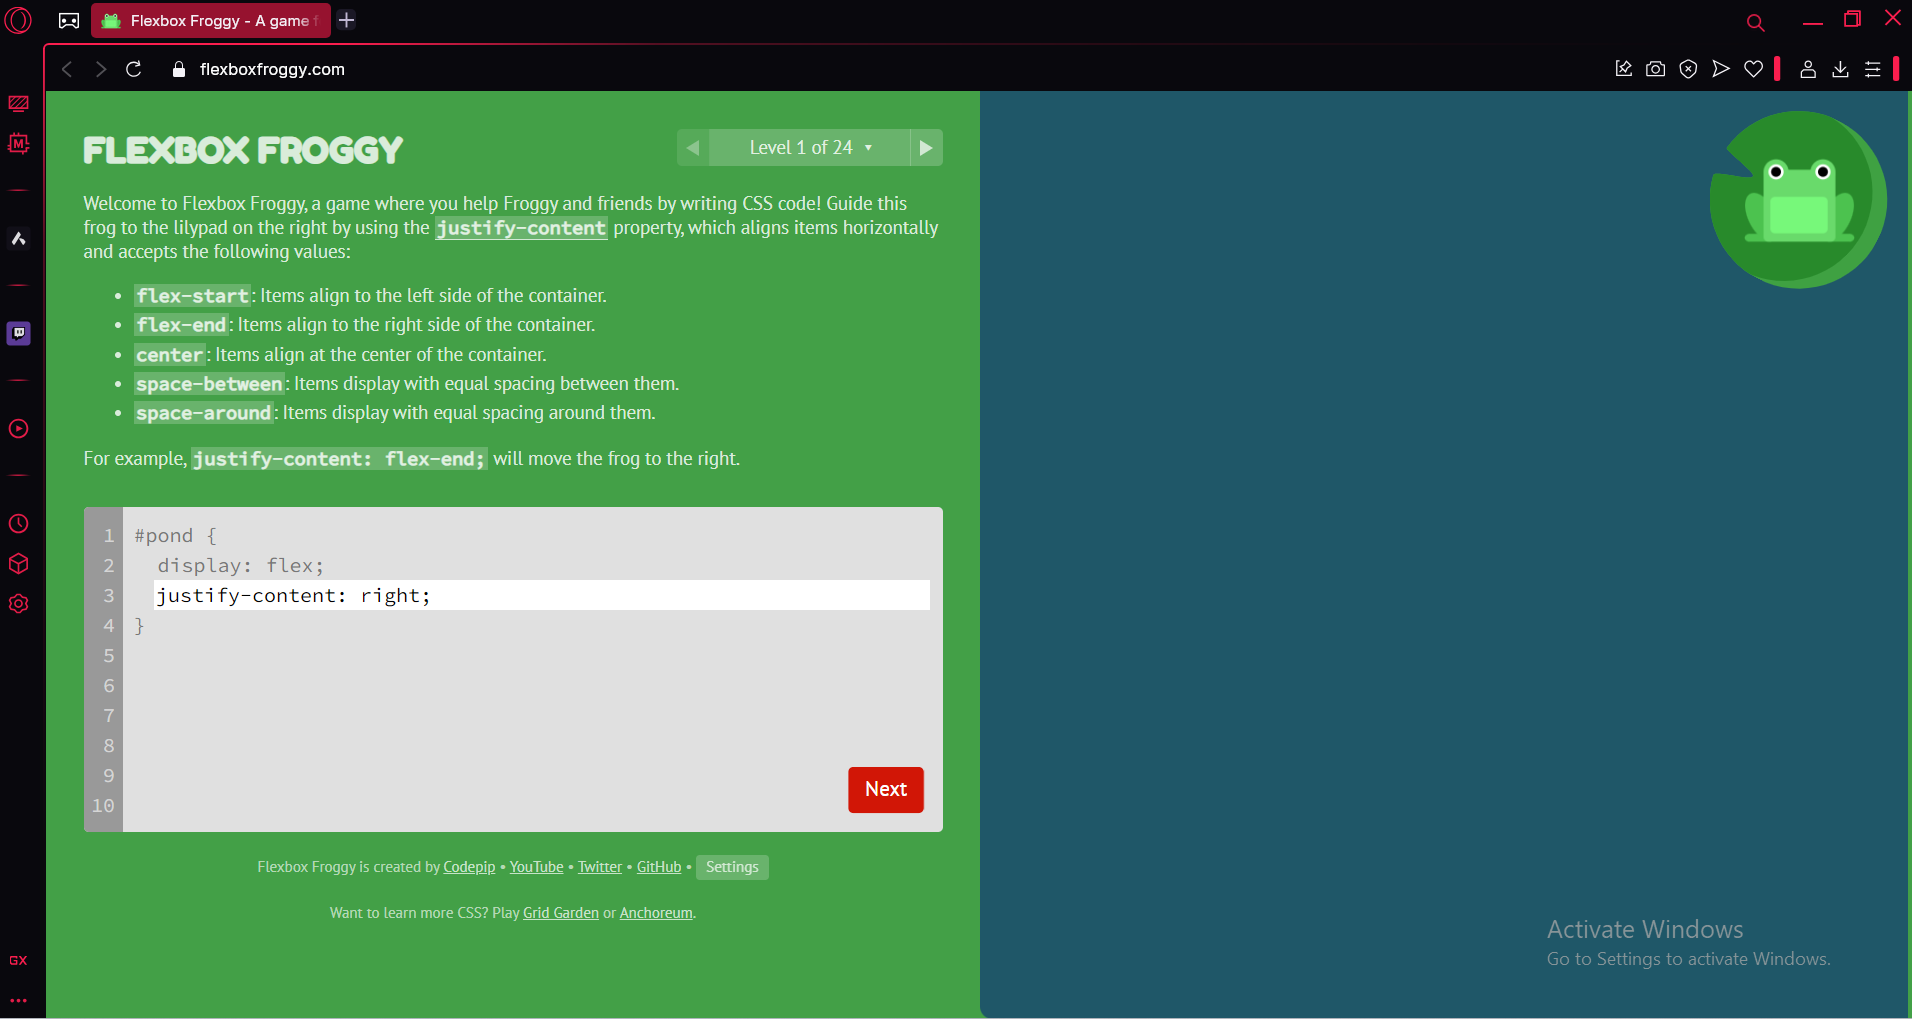 Flexbox Froggy - A game f
flexboxfroggy.com
FLEXBOX FROGGY
Level 1 of 24
Welcome to Flexbox Froggy, a game where you help Froggy and friends by writing CSS code! Guide this
frog to the lilypad on the right by using the justify-content property, which aligns items horizontally
and accepts the following values:
• flex-start: Items align to the left side of the container.
• flex-end: Items align to the right side of the container.
• center: Items align at the center of the container.
• space-between: Items display with equal spacing between them.
• space-around: Items display with equal spacing around them.
For example, justify-content: flex-end; will move the frog to the right.
1 #pond {
2 display: flex;
3 justify-content: right;
4 }
5
6
7
8
9
10
Next
Flexbox Froggy is created by Codepip • YouTube • Twitter • GitHub • Settings
Want to learn more CSS? Play Grid Garden or Anchoreum.
Activate Windows
Go to Settings to activate Windows.
M
GX